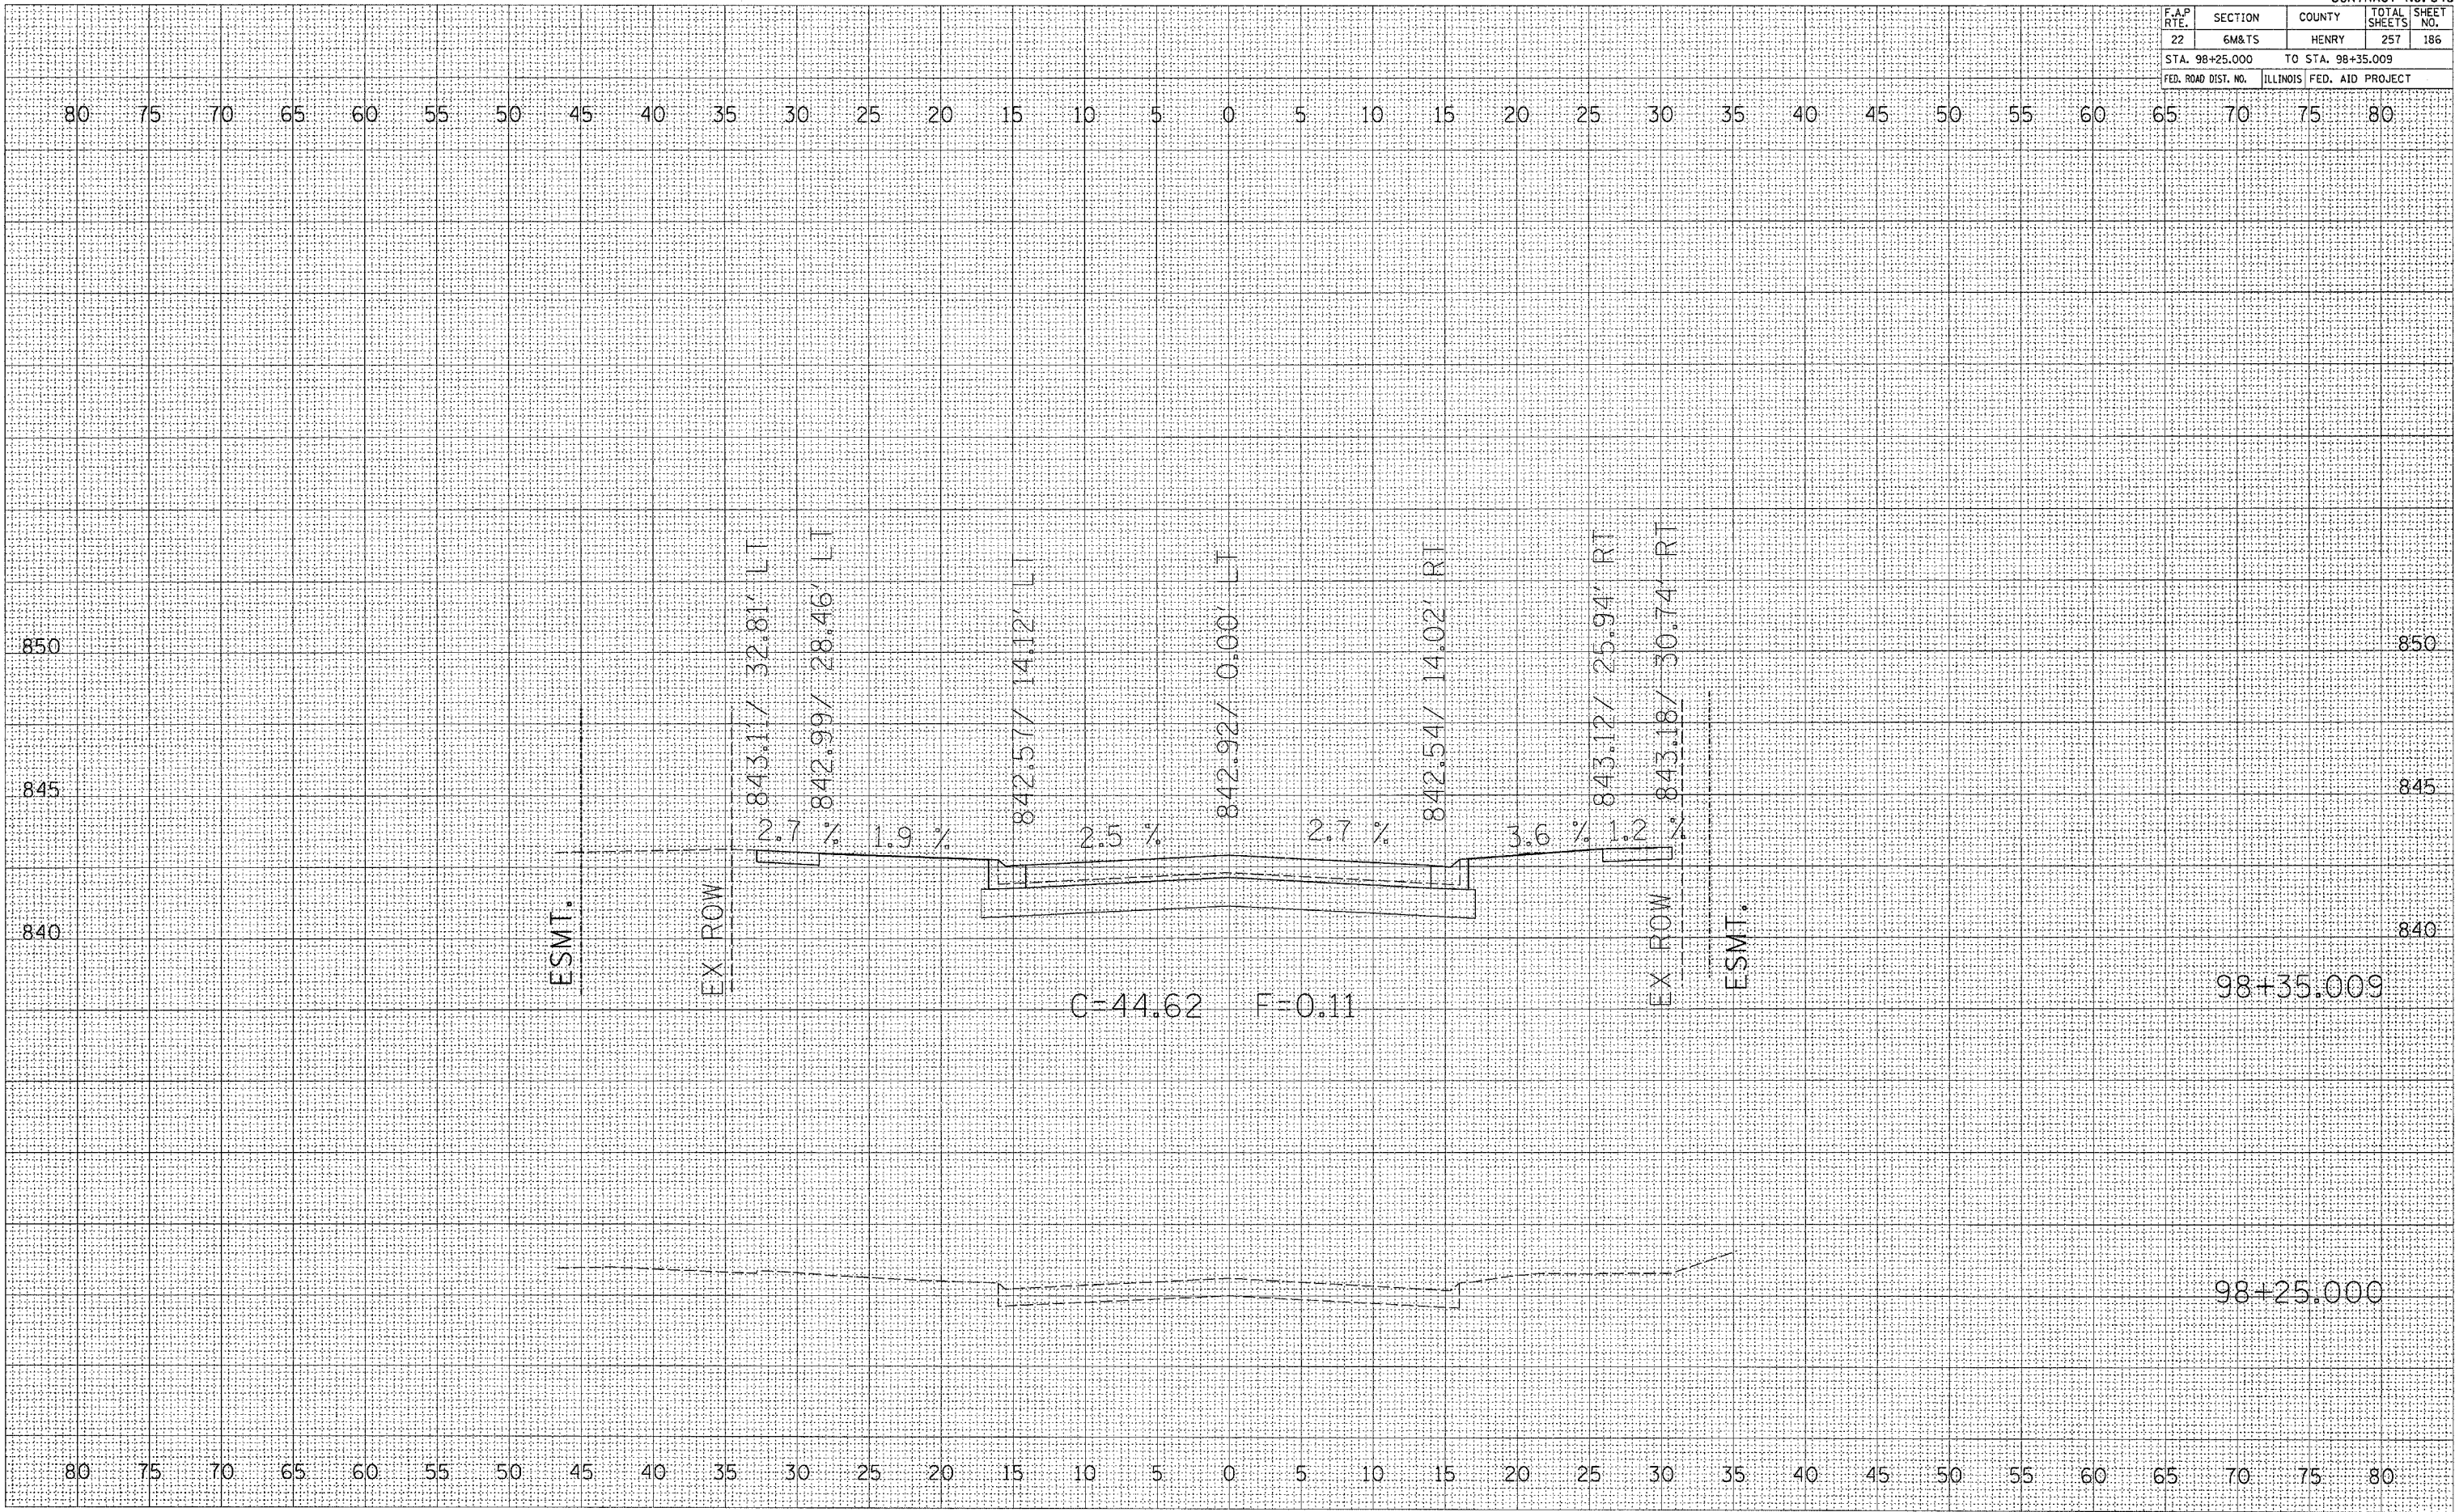 F.A.P RTE. SECTION COUNTY TOTAL SHEETS SHEET NO.
22 6M&TS HENRY 257 186
STA. 98+25.000 TO STA. 98+35.009
FED. ROAD DIST. NO. ILLINOIS FED. AID PROJECT
80 75 70 65 60 55 50 45 40 35 30 25 20 15 10 5 0 5 10 15 20 25 30 35 40 45 50 55 60 65 70 75 80
843.11/ 32.81' LT
842.99/ 28.46' LT
842.57/ 14.12' LT
842.92/ 0.00' LT
842.54/ 14.02' RT
843.12/ 25.94' RT
843.18/ 30.74' RT
850 850
845 845
2.7 % 1.9 % 2.5 % 2.7 % 3.6 % 1.2 %
840 840
ESMT.
EX ROW
EX ROW
ESMT.
98+35.009
C=44.62 F=0.11
98+25.000
80 75 70 65 60 55 50 45 40 35 30 25 20 15 10 5 0 5 10 15 20 25 30 35 40 45 50 55 60 65 70 75 80